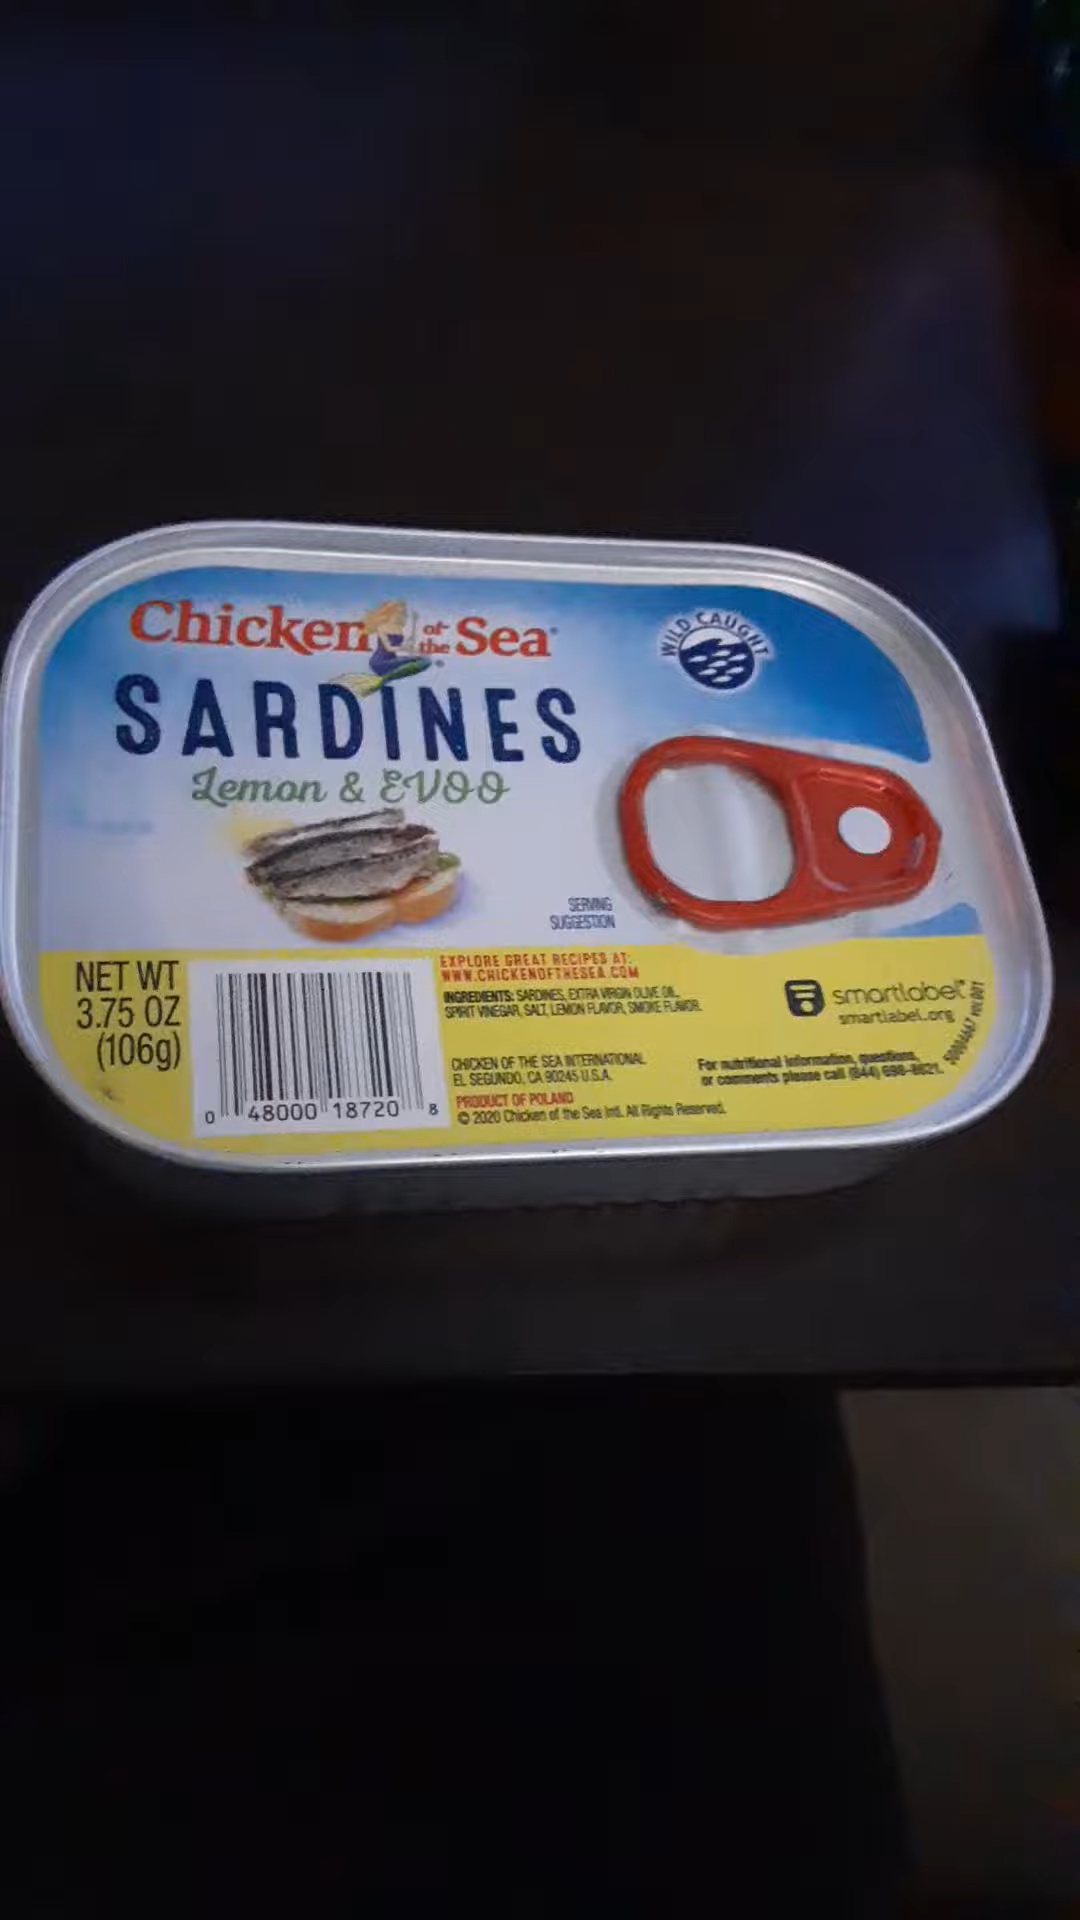 Chicken of the Sea®
WILD CAUGHT
SARDINES
Lemon & EVOO
SERVING
SUGGESTION
NET WT
3.75 OZ
(106g)
0 48000 18720 8
EXPLORE GREAT RECIPES AT:
WWW.CHICKENOFTHESEA.COM
INGREDIENTS: SARDINES, EXTRA VIRGIN OLIVE OIL,
SPIRIT VINEGAR, SALT, LEMON FLAVOR, SMOKE FLAVOR.
CHICKEN OF THE SEA INTERNATIONAL
EL SEGUNDO, CA 90245 U.S.A.
PRODUCT OF POLAND
© 2020 Chicken of the Sea Intl. All Rights Reserved.
smartlabel
smartlabel.org
For nutritional information, questions,
or comments please call (844) 698-8621.